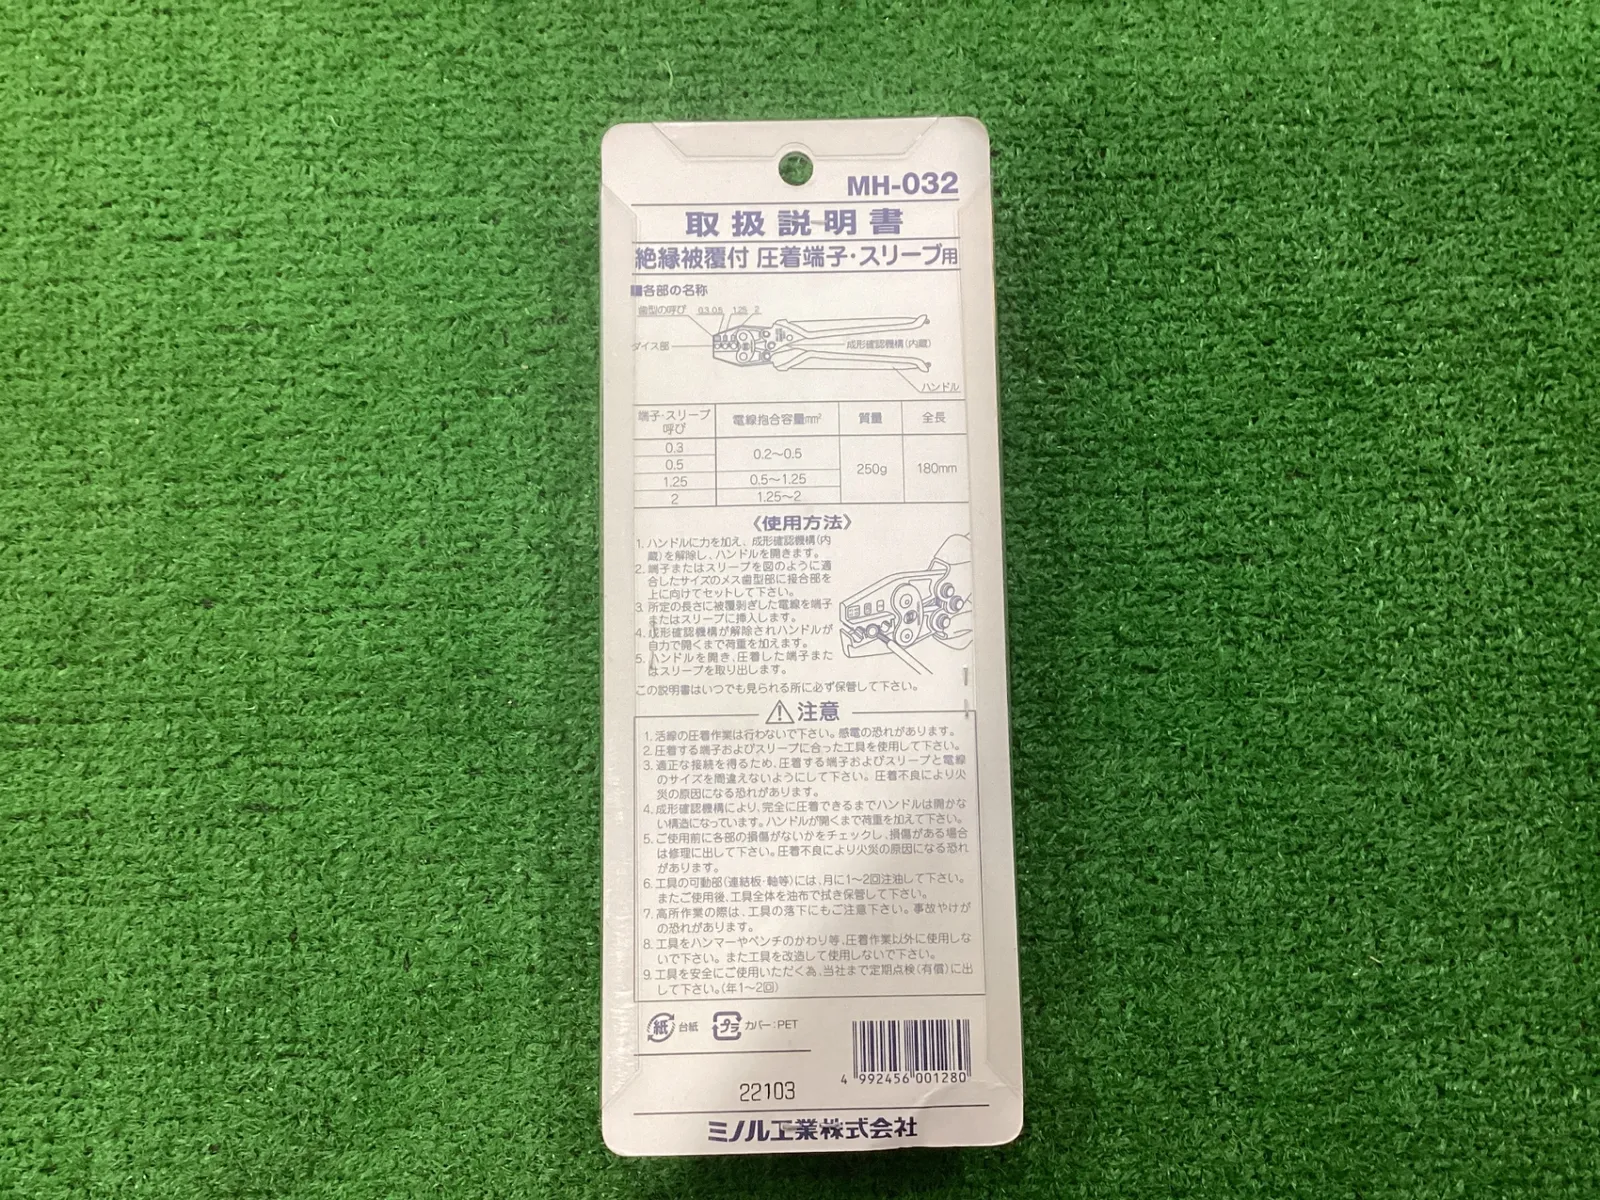 MH-032
取扱説明書
絶縁被覆付 圧着端子・スリーブ用
■各部の名称
歯型の呼び 0.3 0.5 1.25 2
ダイス部
成形確認機構(内蔵)
ハンドル
端子・スリーブ呼び 電線抱合容量mm² 質量 全長
0.3 0.2～0.5 250g 180mm
0.5
1.25 0.5～1.25
2 1.25～2
《使用方法》
1. ハンドルに力を加え、成形確認機構(内
蔵)を解除し、ハンドルを開きます。
2. 端子またはスリーブを図のように適
合したサイズのメス歯型部に接合部を
上に向けてセットして下さい。
3. 所定の長さに被覆剥ぎした電線を端子
またはスリーブに挿入します。
4. 成形確認機構が解除されハンドルが
自力で開くまで荷重を加えます。
5. ハンドルを開き、圧着した端子また
はスリーブを取り出します。
この説明書はいつでも見られる所に必ず保管して下さい。
⚠注意
1. 活線の圧着作業は行わないで下さい。感電の恐れがあります。
2. 圧着する端子およびスリーブに合った工具を使用して下さい。
3. 適正な接続を得るため、圧着する端子およびスリーブと電線
のサイズを間違えないようにして下さい。圧着不良により火
災の原因になる恐れがあります。
4. 成形確認機構により、完全に圧着できるまでハンドルは開かな
い構造になっています。ハンドルが開くまで荷重を加えて下さい。
5. ご使用前に各部の損傷がないかをチェックし、損傷がある場合
は修理に出して下さい。圧着不良により火災の原因になる恐れ
があります。
6. 工具の可動部(連結板・軸等)には、月に1～2回注油して下さい。
またご使用後、工具全体を油布で拭き保管して下さい。
7. 高所作業の際は、工具の落下にもご注意下さい。事故やけが
の恐れがあります。
8. 工具をハンマーやペンチのかわり等、圧着作業以外に使用しな
いで下さい。また工具を改造して使用しないで下さい。
9. 工具を安全にご使用いただく為、当社まで定期点検(有償)に出
して下さい。(年1～2回)
紙 台紙 プラ カバー：PET
4 992456 001280
22103
ミノル工業株式会社